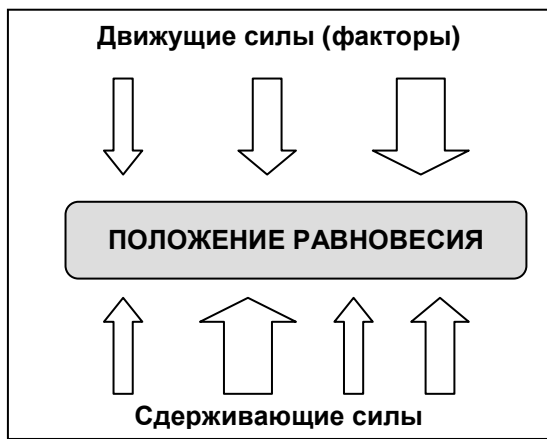 Движущие силы (факторы)
ПОЛОЖЕНИЕ РАВНОВЕСИЯ
Сдерживающие силы